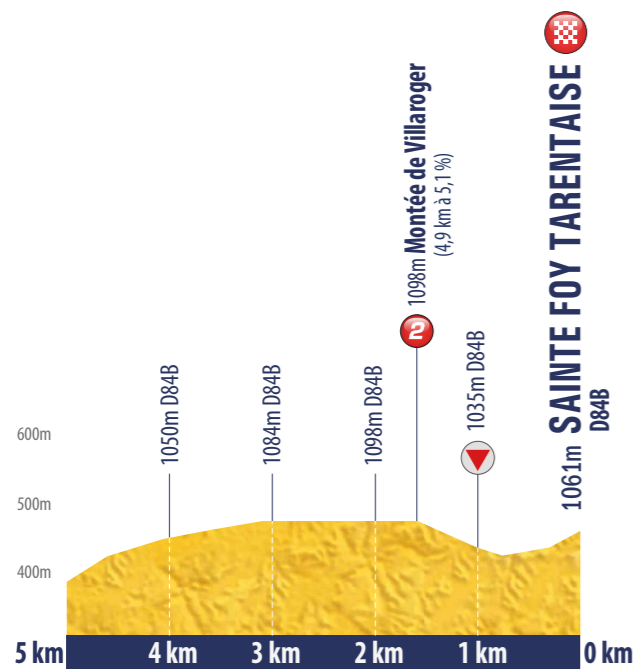 SAINTE FOY TARENTAISE
1061m
D84B
1098m Montée de Villaroger
(4,9 km à 5,1 %)
2
1050m D84B
1084m D84B
1098m D84B
1035m D84B
600m
500m
400m
5 km 4 km 3 km 2 km 1 km 0 km